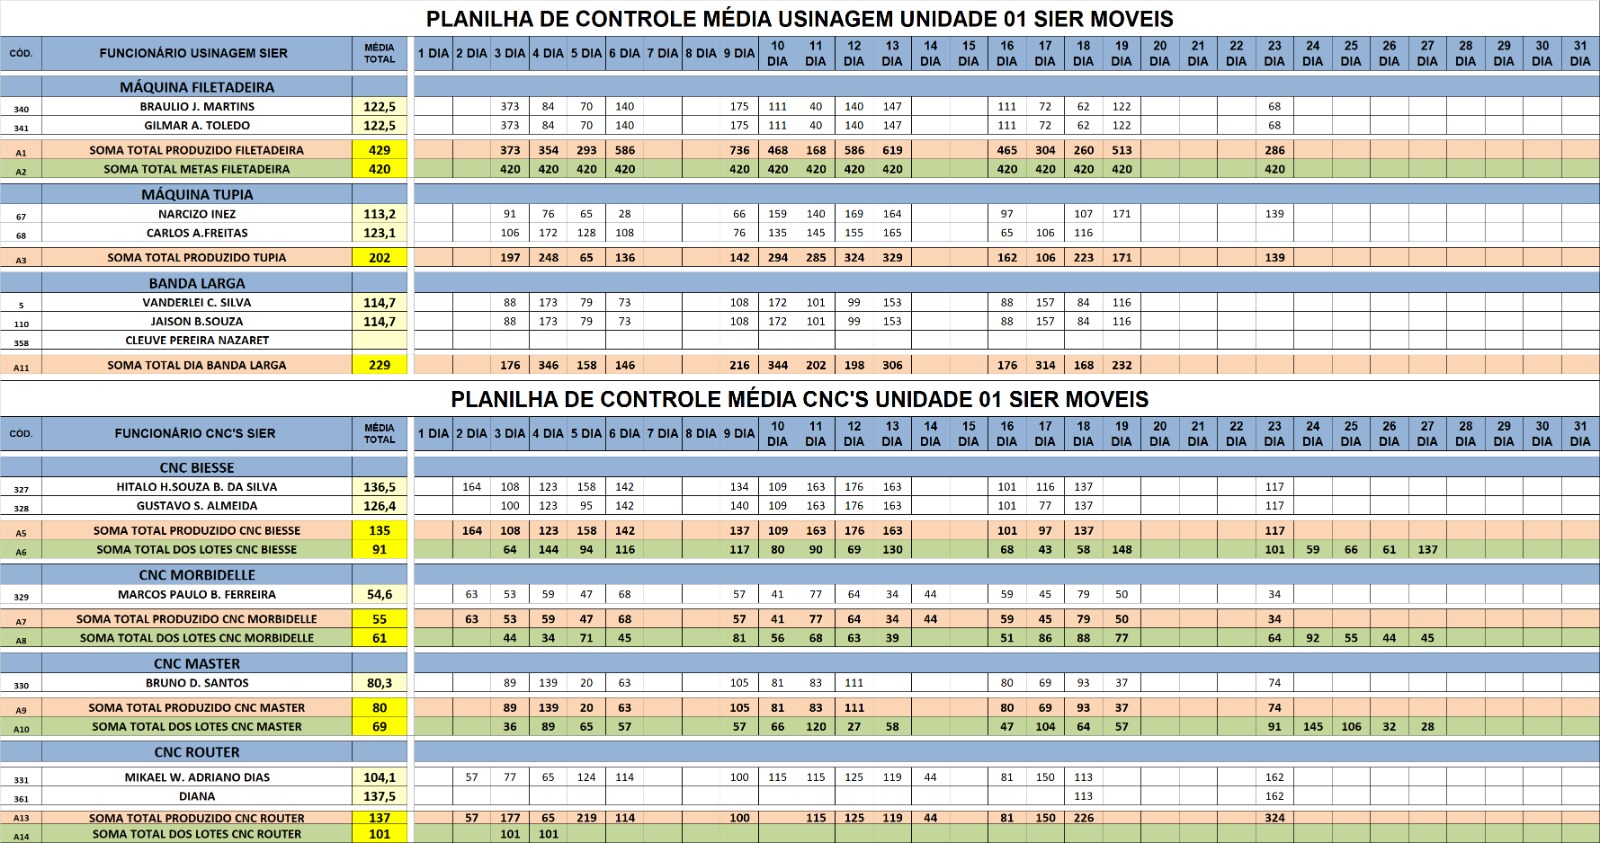 PLANILHA DE CONTROLE MÉDIA USINAGEM UNIDADE 01 SIER MOVEIS
CÓD. FUNCIONÁRIO USINAGEM SIER MÉDIA TOTAL 1 DIA 2 DIA 3 DIA 4 DIA 5 DIA 6 DIA 7 DIA 8 DIA 9 DIA 10 DIA 11 DIA 12 DIA 13 DIA 14 DIA 15 DIA 16 DIA 17 DIA 18 DIA 19 DIA 20 DIA 21 DIA 22 DIA 23 DIA 24 DIA 25 DIA 26 DIA 27 DIA 28 DIA 29 DIA 30 DIA 31 DIA
MÁQUINA FILETADEIRA
340 BRAULIO J. MARTINS 122,5 373 84 70 140 175 111 40 140 147 111 72 62 122 68
341 GILMAR A. TOLEDO 122,5 373 84 70 140 175 111 40 140 147 111 72 62 122 68
A1 SOMA TOTAL PRODUZIDO FILETADEIRA 429 373 354 293 586 736 468 168 586 619 465 304 260 513 286
A2 SOMA TOTAL METAS FILETADEIRA 420 420 420 420 420 420 420 420 420 420 420 420 420 420 420
MÁQUINA TUPIA
67 NARCIZO INEZ 113,2 91 76 65 28 66 159 140 169 164 97 107 171 139
68 CARLOS A.FREITAS 123,1 106 172 128 108 76 135 145 155 165 65 106 116
A3 SOMA TOTAL PRODUZIDO TUPIA 202 197 248 65 136 142 294 285 324 329 162 106 223 171 139
BANDA LARGA
5 VANDERLEI C. SILVA 114,7 88 173 79 73 108 172 101 99 153 88 157 84 116
110 JAISON B.SOUZA 114,7 88 173 79 73 108 172 101 99 153 88 157 84 116
358 CLEUVE PEREIRA NAZARET
A11 SOMA TOTAL DIA BANDA LARGA 229 176 346 158 146 216 344 202 198 306 176 314 168 232
PLANILHA DE CONTROLE MÉDIA CNC'S UNIDADE 01 SIER MOVEIS
CÓD. FUNCIONÁRIO CNC'S SIER MÉDIA TOTAL 1 DIA 2 DIA 3 DIA 4 DIA 5 DIA 6 DIA 7 DIA 8 DIA 9 DIA 10 DIA 11 DIA 12 DIA 13 DIA 14 DIA 15 DIA 16 DIA 17 DIA 18 DIA 19 DIA 20 DIA 21 DIA 22 DIA 23 DIA 24 DIA 25 DIA 26 DIA 27 DIA 28 DIA 29 DIA 30 DIA 31 DIA
CNC BIESSE
327 HITALO H.SOUZA B. DA SILVA 136,5 164 108 123 158 142 134 109 163 176 163 101 116 137 117
328 GUSTAVO S. ALMEIDA 126,4 100 123 95 142 140 109 163 176 163 101 77 137 117
A5 SOMA TOTAL PRODUZIDO CNC BIESSE 135 164 108 123 158 142 137 109 163 176 163 101 97 137 117
A6 SOMA TOTAL DOS LOTES CNC BIESSE 91 64 144 94 116 117 80 90 69 130 68 43 58 148 101 59 66 61 137
CNC MORBIDELLE
329 MARCOS PAULO B. FERREIRA 54,6 63 53 59 47 68 57 41 77 64 34 44 59 45 79 50 34
A7 SOMA TOTAL PRODUZIDO CNC MORBIDELLE 55 63 53 59 47 68 57 41 77 64 34 44 59 45 79 50 34
A8 SOMA TOTAL DOS LOTES CNC MORBIDELLE 61 44 34 71 45 81 56 68 63 39 51 86 88 77 64 92 55 44 45
CNC MASTER
330 BRUNO D. SANTOS 80,3 89 139 20 63 105 81 83 111 80 69 93 37 74
A9 SOMA TOTAL PRODUZIDO CNC MASTER 80 89 139 20 63 105 81 83 111 80 69 93 37 74
A10 SOMA TOTAL DOS LOTES CNC MASTER 69 36 89 65 57 57 66 120 27 58 47 104 64 57 91 145 106 32 28
CNC ROUTER
331 MIKAEL W. ADRIANO DIAS 104,1 57 77 65 124 114 100 115 115 125 119 44 81 150 113 162
361 DIANA 137,5 113 162
A13 SOMA TOTAL PRODUZIDO CNC ROUTER 137 57 177 65 219 114 100 115 125 119 44 81 150 226 324
A14 SOMA TOTAL DOS LOTES CNC ROUTER 101 101 101